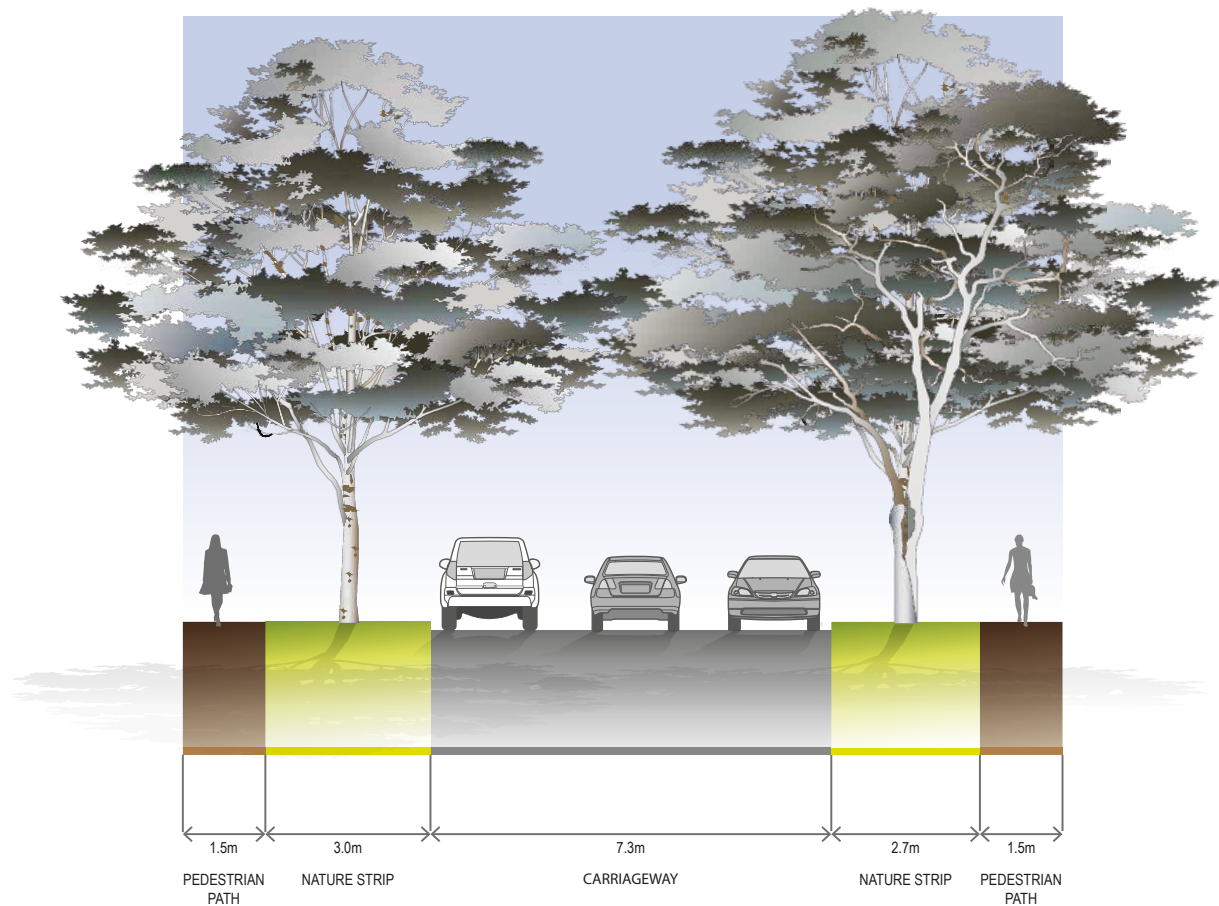 1.5m
3.0m
7.3m
2.7m
1.5m
PEDESTRIAN
PATH
NATURE STRIP
CARRIAGEWAY
NATURE STRIP
PEDESTRIAN
PATH